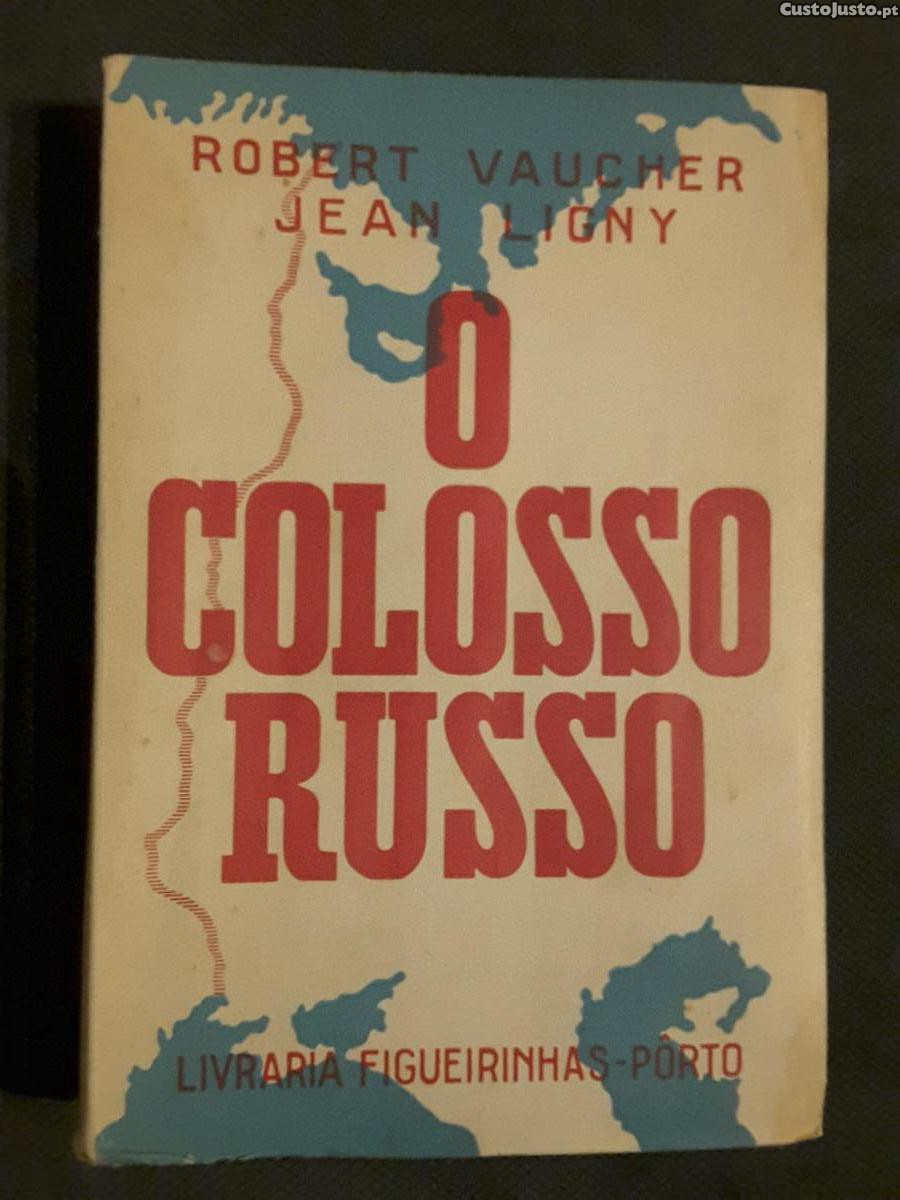 CustoJusto.pt
ROBERT VAUCHER
JEAN LIGNY
O
COLOSSO
RUSSO
LIVRARIA FIGUEIRINHAS-PÔRTO